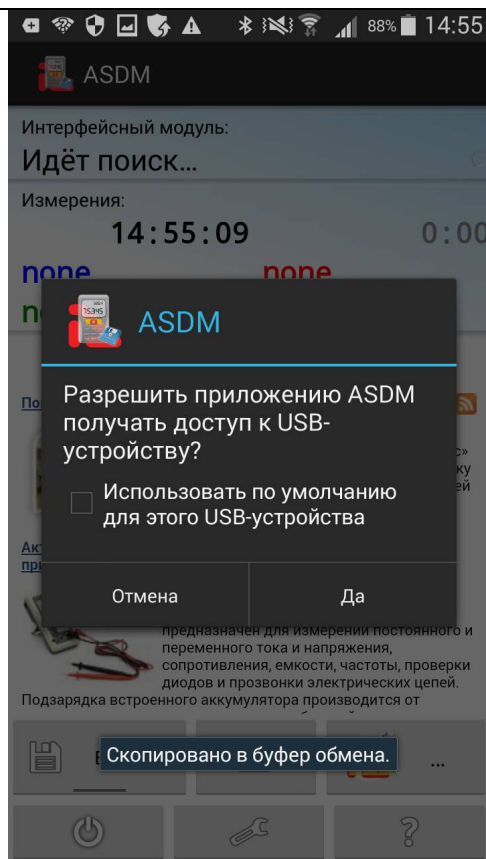 88% 14:55
ASDM
Интерфейсный модуль:
Идёт поиск...
Измерения:
14:55:09 0:00
none none
ASDM
Разрешить приложению ASDM
получать доступ к USB-
устройству?
Использовать по умолчанию
для этого USB-устройства
Отмена Да
предназначен для измерений постоянного и
переменного тока и напряжения,
сопротивления, емкости, частоты, проверки
диодов и прозвонки электрических цепей.
Подзарядка встроенного аккумулятора производится от
Скопировано в буфер обмена.
...